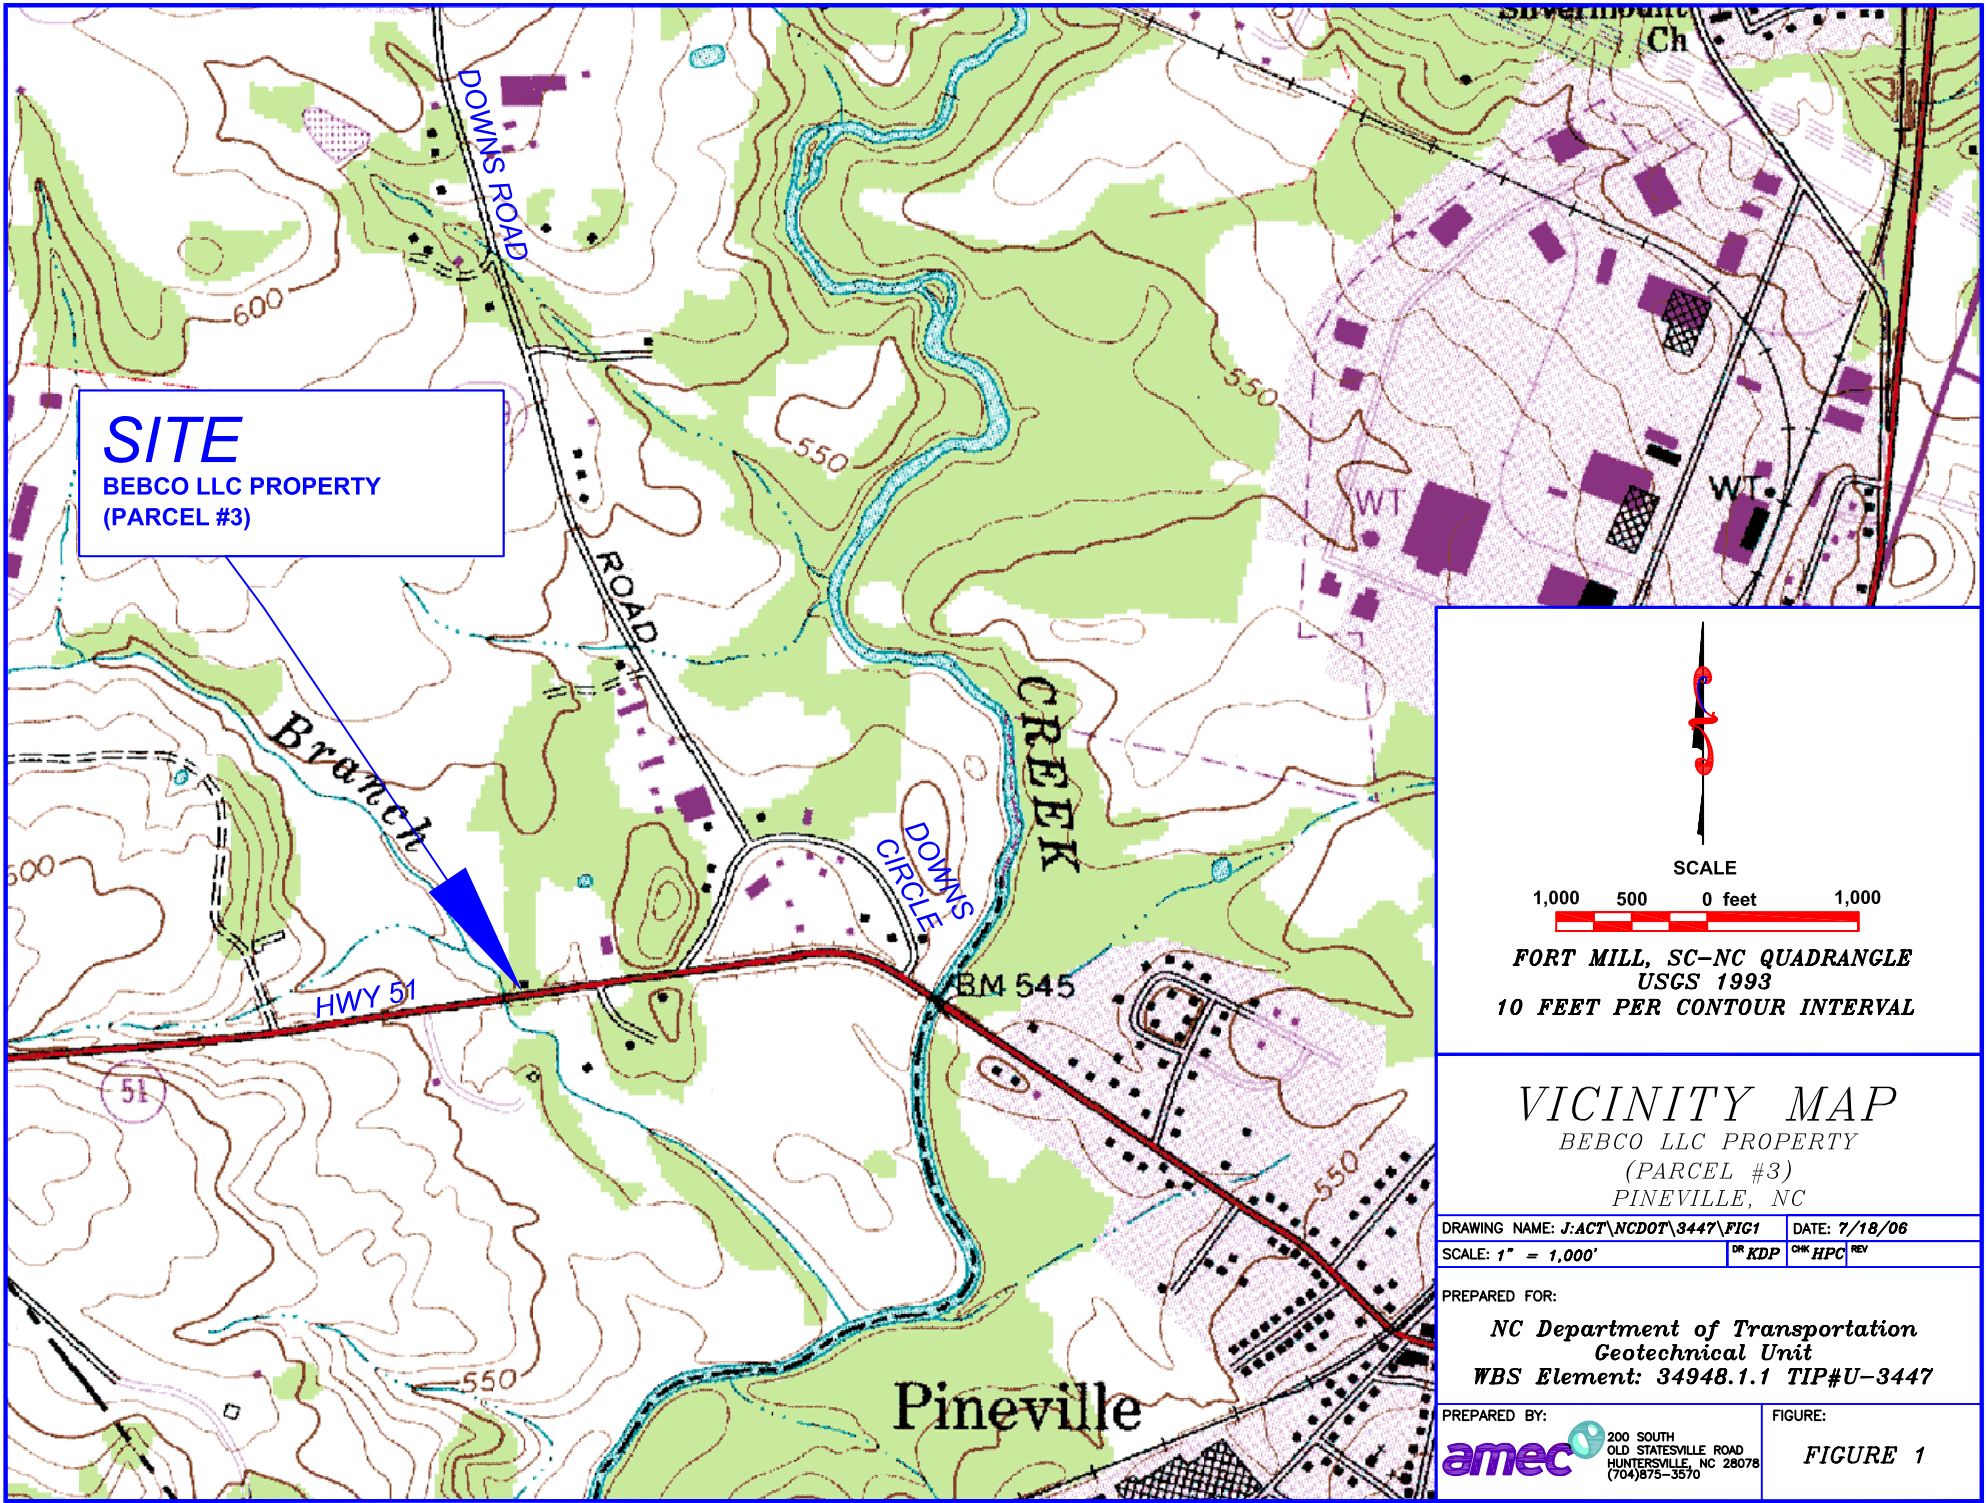 Silvermount
Ch
DOWNS ROAD
600
550
550
SITE
BEBCO LLC PROPERTY
(PARCEL #3)
WT
WT
ROAD
CREEK
Branch
600
DOWNS
CIRCLE
HWY 51
BM 545
51
550
550
Pineville
SCALE
1,000 500 0 feet 1,000
FORT MILL, SC-NC QUADRANGLE
USGS 1993
10 FEET PER CONTOUR INTERVAL
VICINITY MAP
BEBCO LLC PROPERTY
(PARCEL #3)
PINEVILLE, NC
DRAWING NAME: J:ACT\NCDOT\3447\FIG1 DATE: 7/18/06
SCALE: 1" = 1,000' DR KDP CHK HPC REV
PREPARED FOR:
NC Department of Transportation
Geotechnical Unit
WBS Element: 34948.1.1 TIP#U-3447
PREPARED BY:
amec
200 SOUTH
OLD STATESVILLE ROAD
HUNTERSVILLE, NC 28078
(704)875-3570
FIGURE:
FIGURE 1